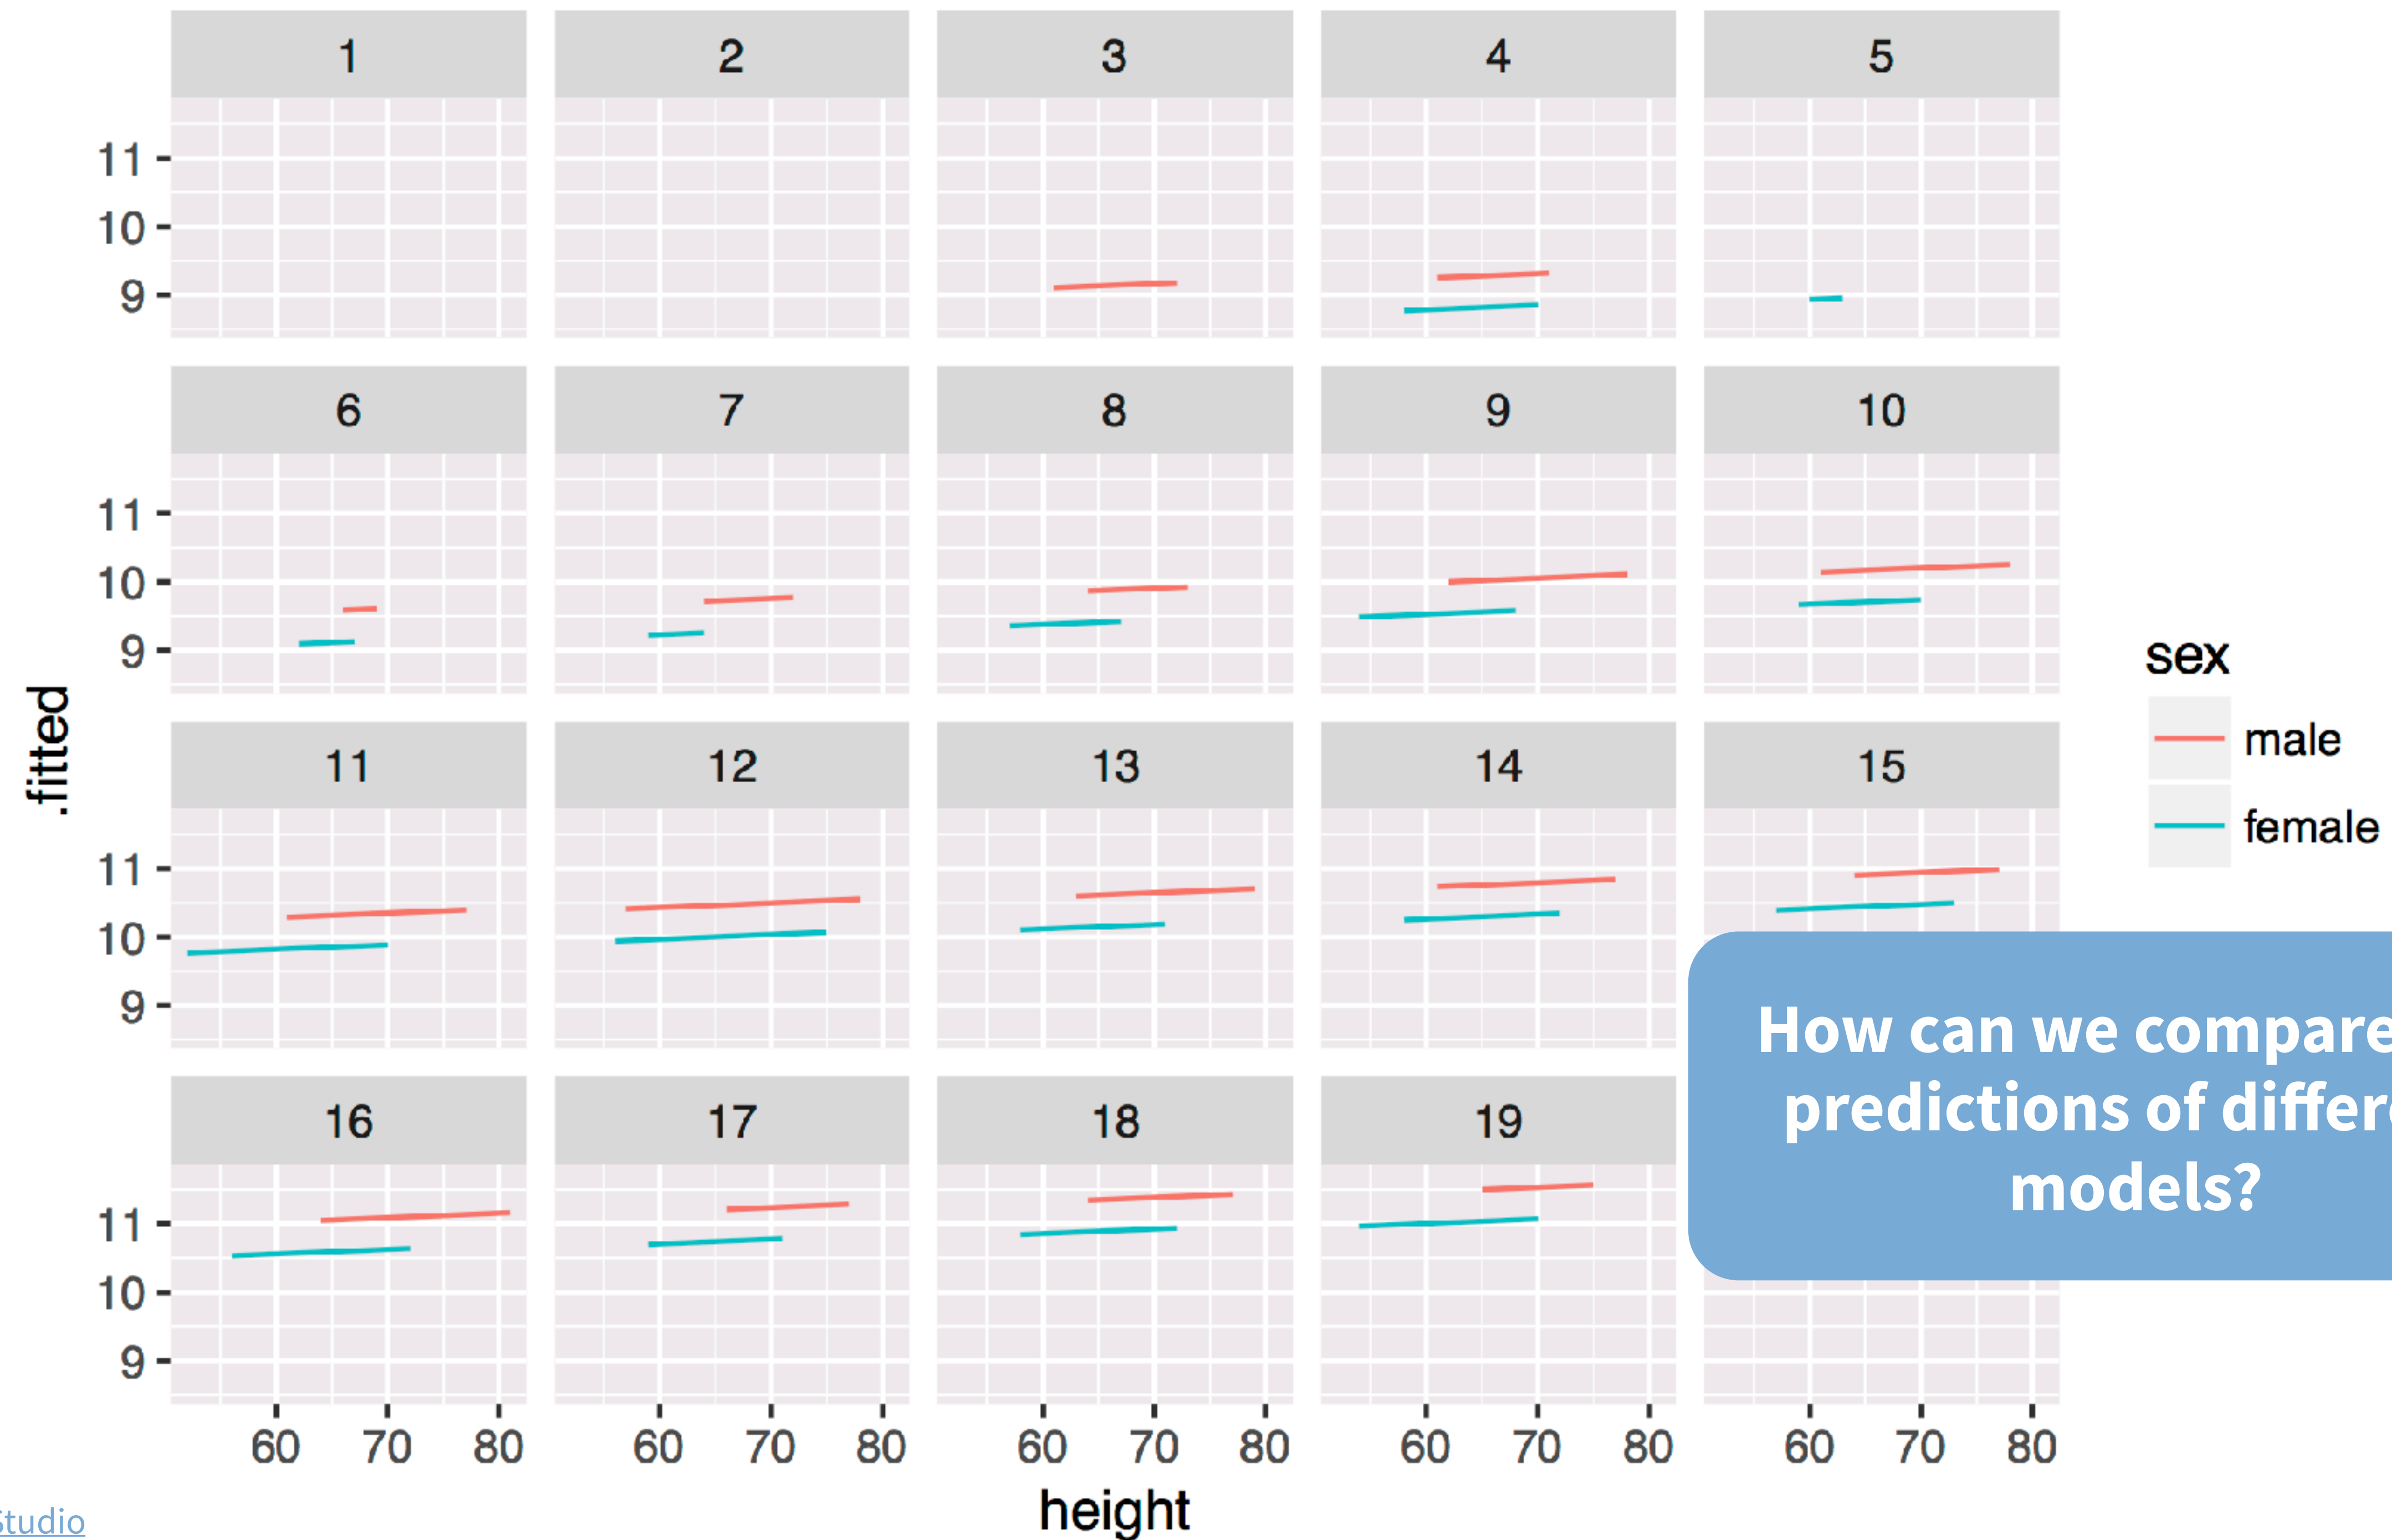 1 2 3 4 5
11
10
9
6 7 8 9 10
11
10
9
11 12 13 14 15
11
10
9
16 17 18 19
11
10
9
60 70 80 60 70 80 60 70 80 60 70 80 60 70 80
height
.fitted
sex
male
female
How can we compare
predictions of differ
models?
Studio